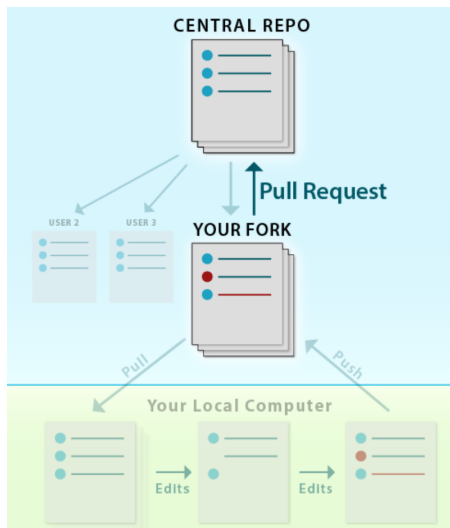 CENTRAL REPO
Pull Request
USER 2
USER 3
YOUR FORK
Pull
Push
Your Local Computer
Edits
Edits